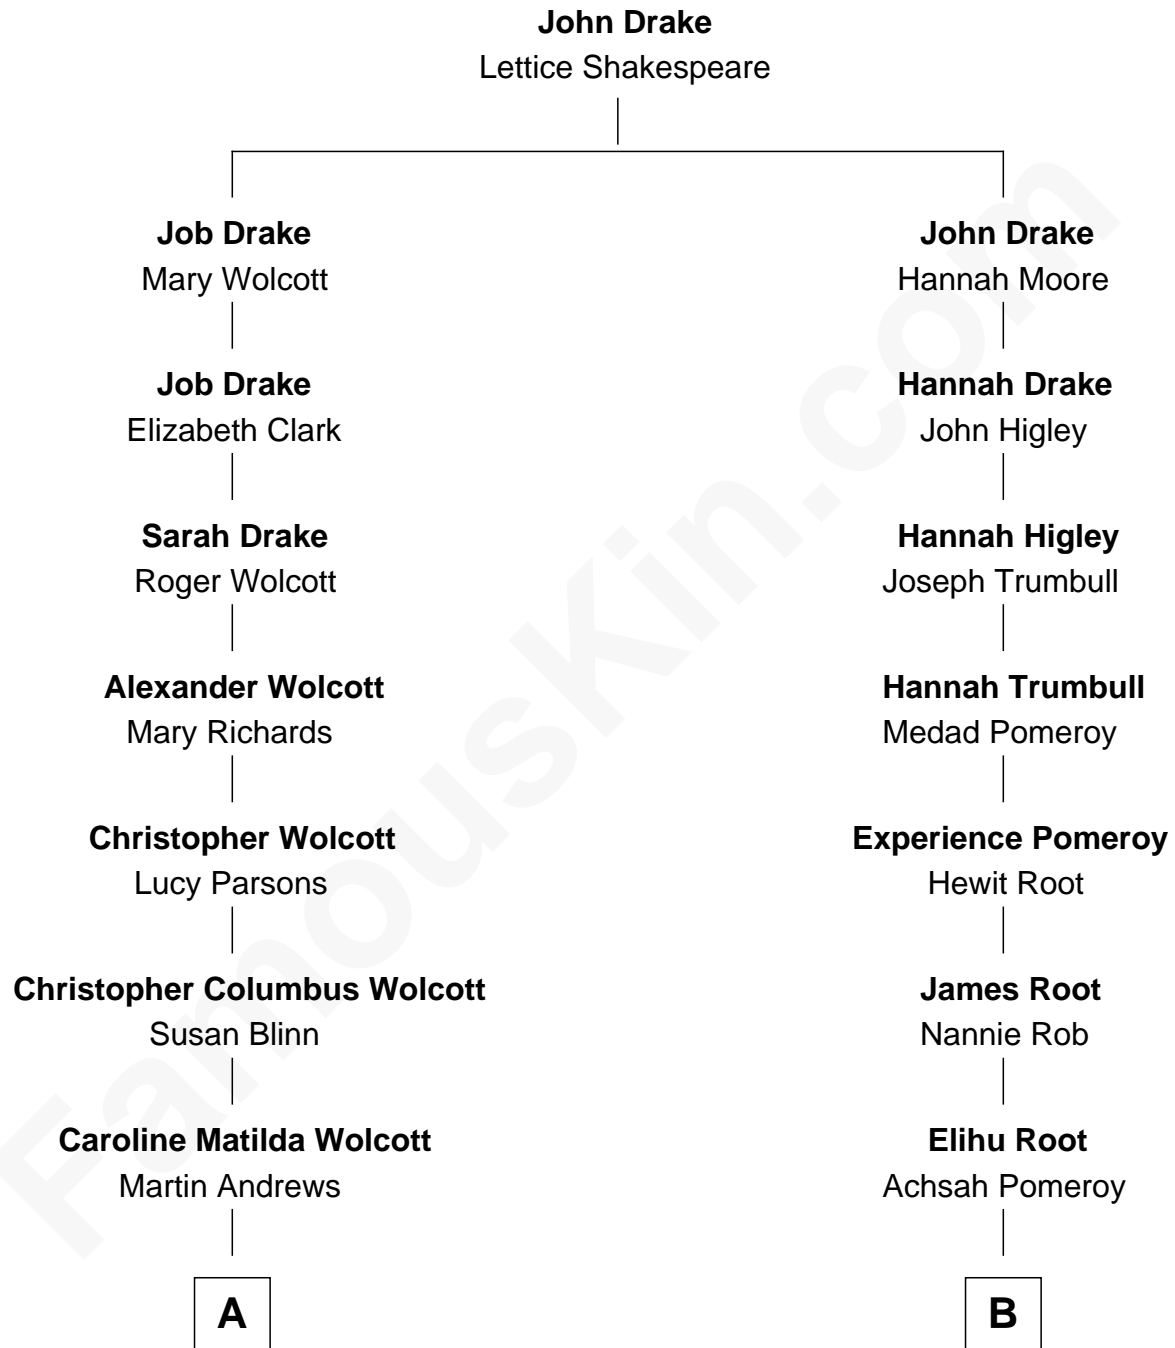 John Drake
Lettice Shakespeare
Job Drake
Mary Wolcott
John Drake
Hannah Moore
Job Drake
Elizabeth Clark
Hannah Drake
John Higley
Sarah Drake
Roger Wolcott
Hannah Higley
Joseph Trumbull
Alexander Wolcott
Mary Richards
Hannah Trumbull
Medad Pomeroy
Christopher Wolcott
Lucy Parsons
Experience Pomeroy
Hewit Root
Christopher Columbus Wolcott
Susan Blinn
James Root
Nannie Rob
Caroline Matilda Wolcott
Martin Andrews
Elihu Root
Achsah Pomeroy
A
B
FamousKin.com